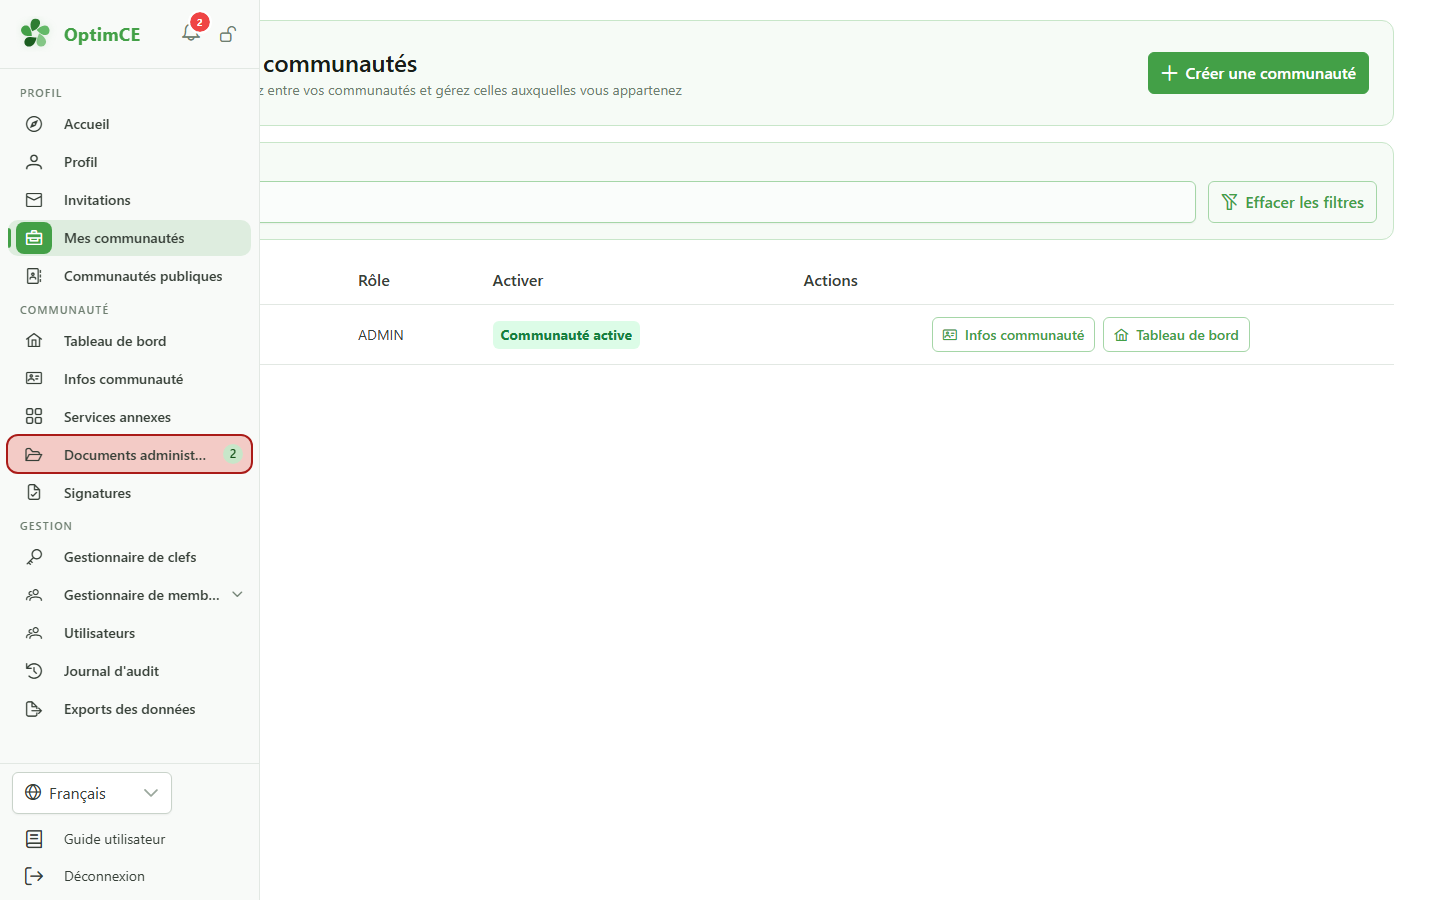 OptimCE
2
PROFIL
Accueil
Profil
Invitations
Mes communautés
Communautés publiques
COMMUNAUTÉ
Tableau de bord
Infos communauté
Services annexes
Documents administ...
2
Signatures
GESTION
Gestionnaire de clefs
Gestionnaire de memb...
Utilisateurs
Journal d'audit
Exports des données
Français
Guide utilisateur
Déconnexion
communautés
entre vos communautés et gérez celles auxquelles vous appartenez
Créer une communauté
Effacer les filtres
Rôle Activer Actions
ADMIN Communauté active Infos communauté Tableau de bord